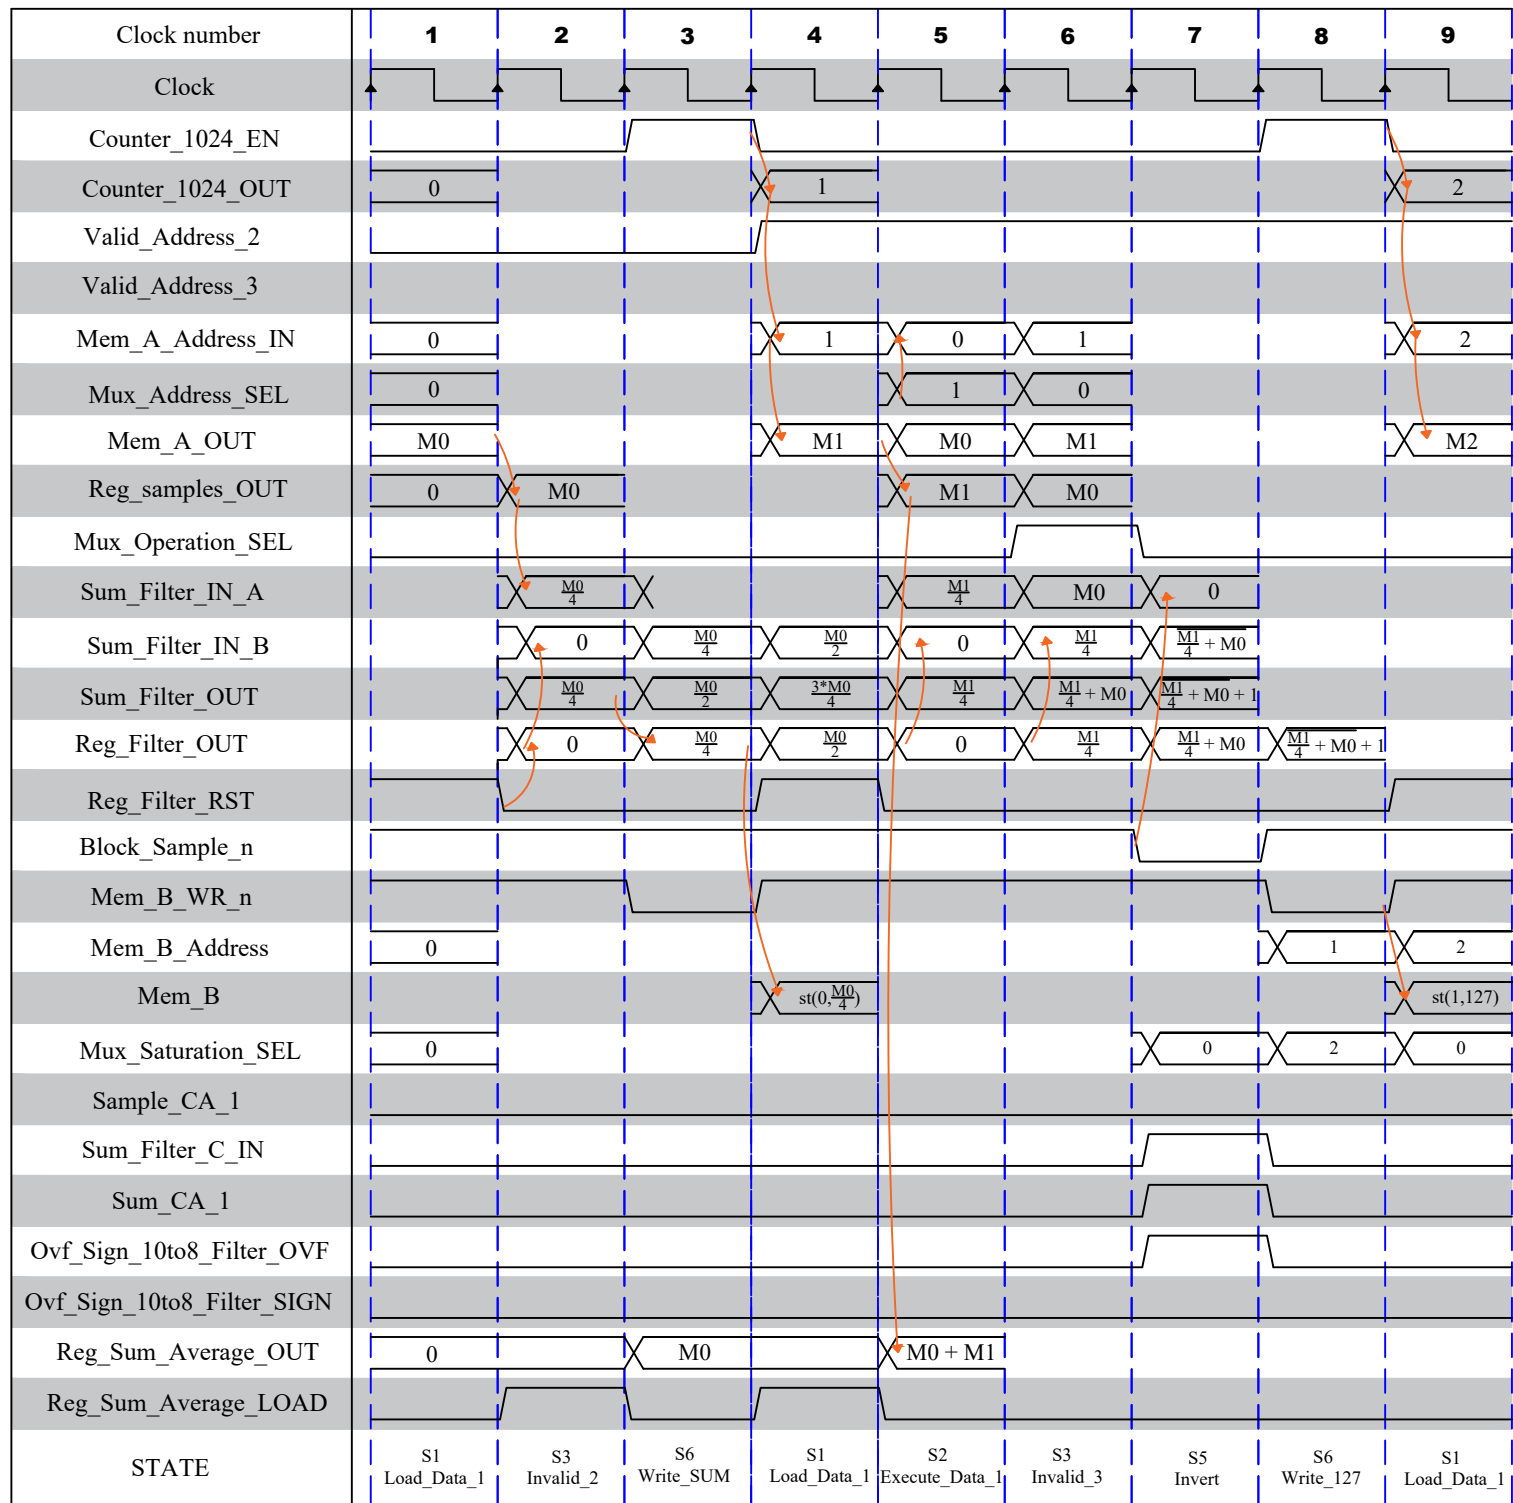 Clock number 1 2 3 4 5 6 7 8 9
Clock
Counter_1024_EN
Counter_1024_OUT 0 1 2
Valid_Address_2
Valid_Address_3
Mem_A_Address_IN 0 1 0 1 2
Mux_Address_SEL 0 1 0
Mem_A_OUT M0 M1 M0 M1 M2
Reg_samples_OUT 0 M0 M1 M0
Mux_Operation_SEL
Sum_Filter_IN_A M0/4 M1/4 M0 0
Sum_Filter_IN_B 0 M0/4 M0/2 0 M1/4 M1/4 + M0
Sum_Filter_OUT M0/4 M0/2 3*M0/4 M1/4 M1/4 + M0 M1/4 + M0 + 1
Reg_Filter_OUT 0 M0/4 M0/2 0 M1/4 M1/4 + M0 M1/4 + M0 + 1
Reg_Filter_RST
Block_Sample_n
Mem_B_WR_n
Mem_B_Address 0 1 2
Mem_B st(0,M0/4) st(1,127)
Mux_Saturation_SEL 0 0 2 0
Sample_CA_1
Sum_Filter_C_IN
Sum_CA_1
Ovf_Sign_10to8_Filter_OVF
Ovf_Sign_10to8_Filter_SIGN
Reg_Sum_Average_OUT 0 M0 M0 + M1
Reg_Sum_Average_LOAD
STATE
S1 S3 S6 S1 S2 S3 S5 S6 S1
Load_Data_1 Invalid_2 Write_SUM Load_Data_1 Execute_Data_1 Invalid_3 Invert Write_127 Load_Data_1